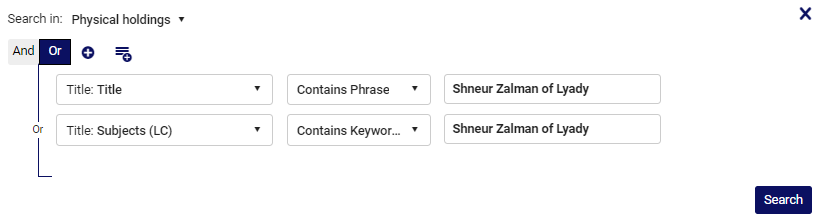 Search in: Physical holdings
And Or
Title: Title Contains Phrase Shneur Zalman of Lyady
Or Title: Subjects (LC) Contains Keywor... Shneur Zalman of Lyady
Search